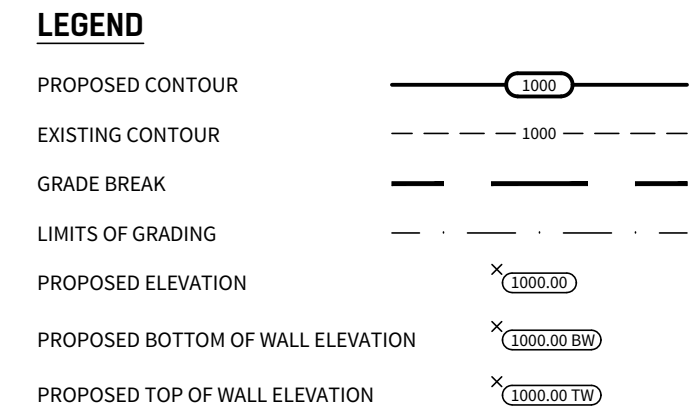 LEGEND
PROPOSED CONTOUR 1000
EXISTING CONTOUR 1000
GRADE BREAK
LIMITS OF GRADING
PROPOSED ELEVATION 1000.00
PROPOSED BOTTOM OF WALL ELEVATION 1000.00 BW
PROPOSED TOP OF WALL ELEVATION 1000.00 TW